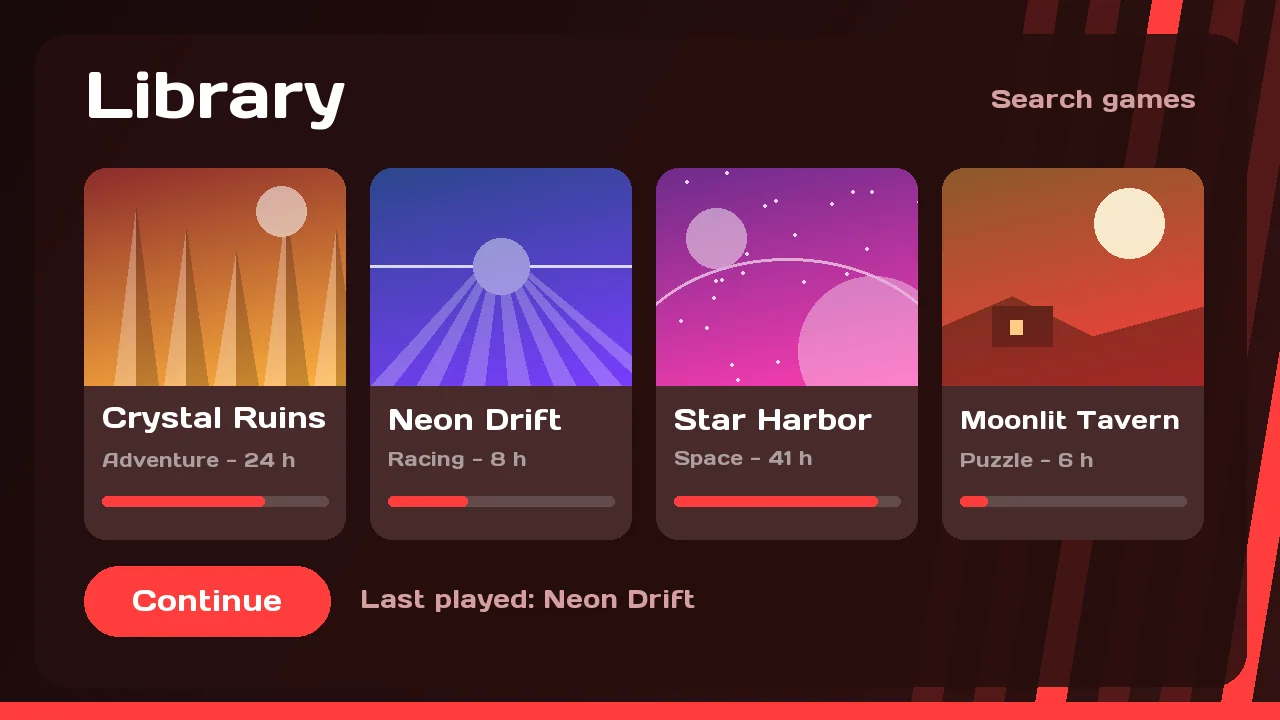 Library
Search games
Crystal Ruins
Adventure - 24 h
Neon Drift
Racing - 8 h
Star Harbor
Space - 41 h
Moonlit Tavern
Puzzle - 6 h
Continue
Last played: Neon Drift